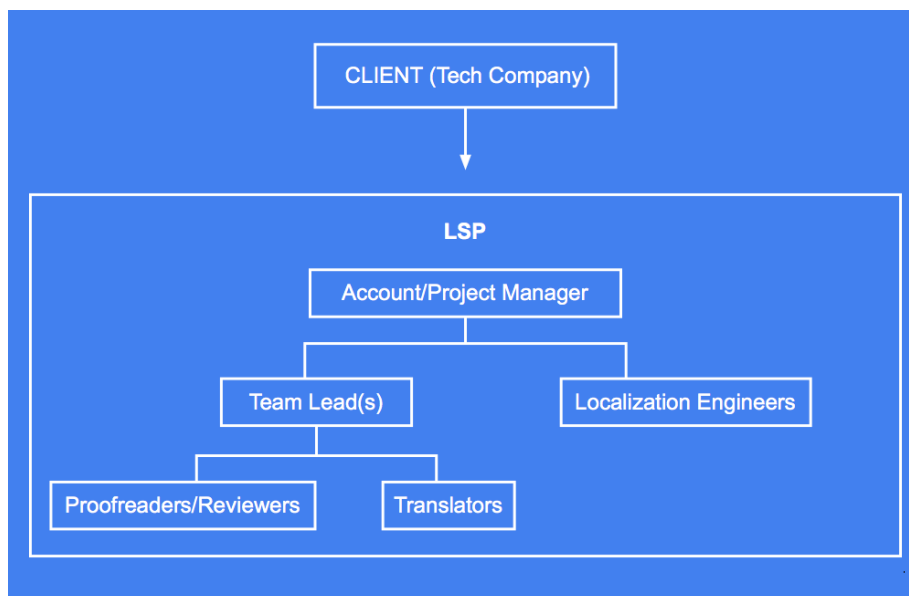 CLIENT (Tech Company)
LSP
Account/Project Manager
Team Lead(s)
Localization Engineers
Proofreaders/Reviewers
Translators